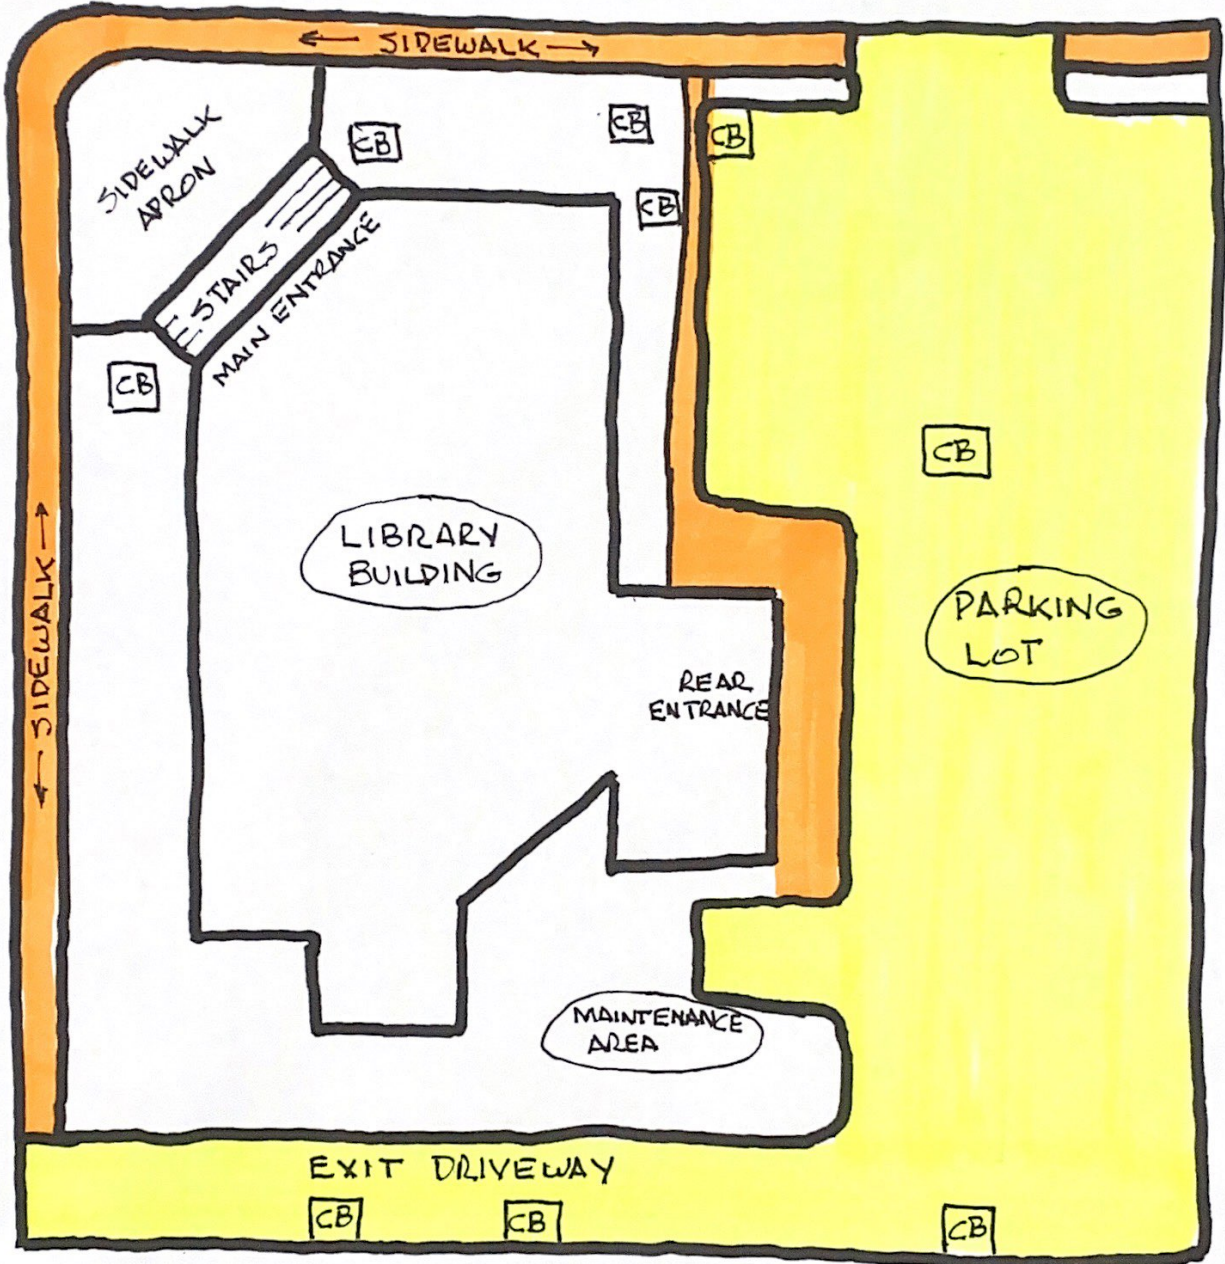 ← SIDEWALK →
CB
CB
CB
SIDEWALK
APRON
CB
STAIRS
MAIN ENTRANCE
CB
CB
LIBRARY
BUILDING
PARKING
LOT
← SIDEWALK →
REAR
ENTRANCE
MAINTENANCE
AREA
EXIT DRIVEWAY
CB
CB
CB